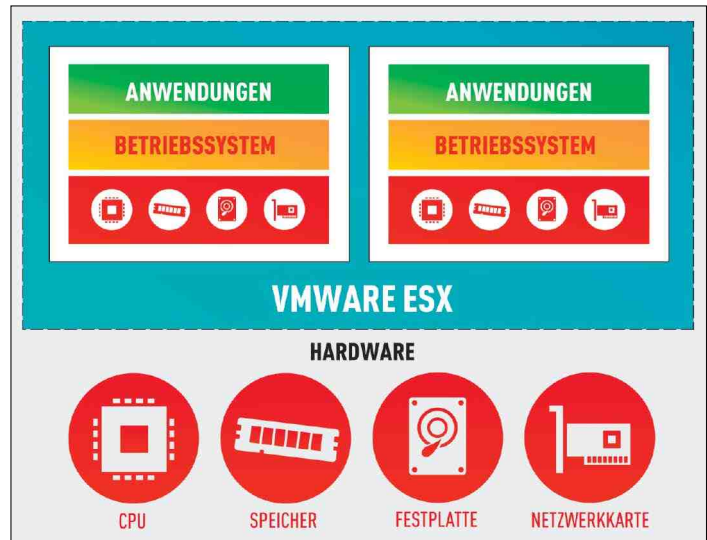 ANWENDUNGEN
BETRIEBSSYSTEM
ANWENDUNGEN
BETRIEBSSYSTEM
VMWARE ESX
HARDWARE
CPU
SPEICHER
FESTPLATTE
NETZWERKKARTE